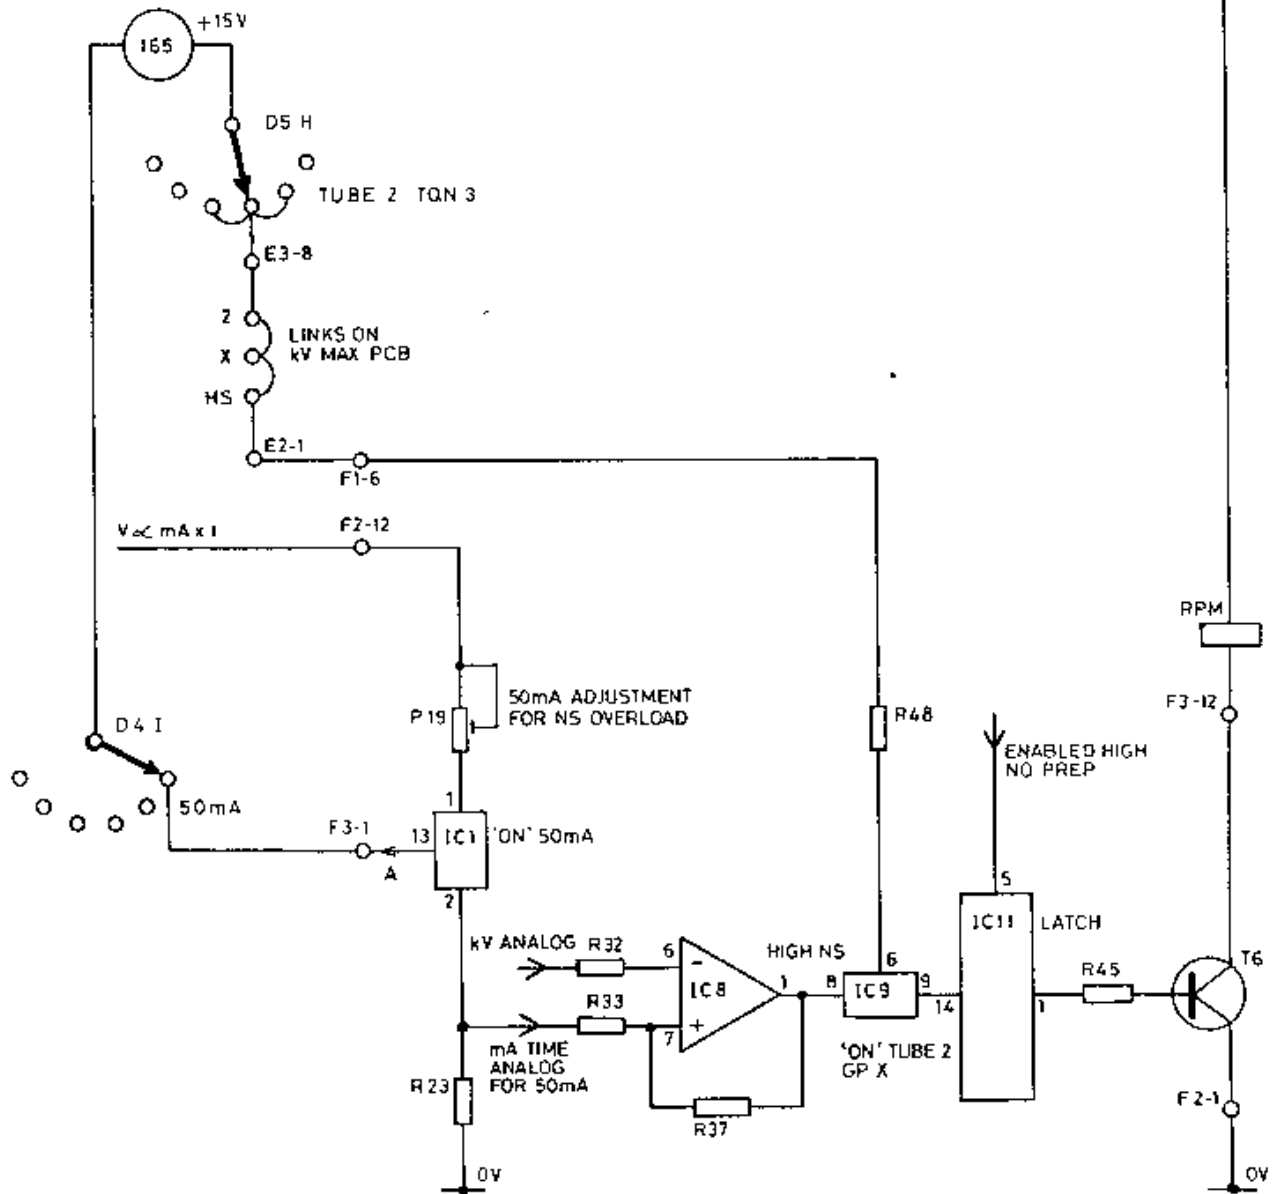 +15V
165
D5 H
TUBE 2 TQN 3
E3-8
2
LINKS ON
X
kV MAX PCB
HS
E2-1
F1-6
V∝ mA x t
F2-12
RPM
50mA ADJUSTMENT
P19
FOR NS OVERLOAD
R48
F3-12
D4 I
ENABLED HIGH
NO PREP
50mA
1
F3-1
13
IC1
'ON' 50mA
A
2
5
IC11
LATCH
kV ANALOG
R32
6
-
HIGH NS
6
T6
IC8
1
8
IC9
9
R45
R33
14
1
7
+
mA TIME
ANALOG
FOR 50mA
'ON' TUBE 2
GP X
R23
R37
F2-1
0V
0V